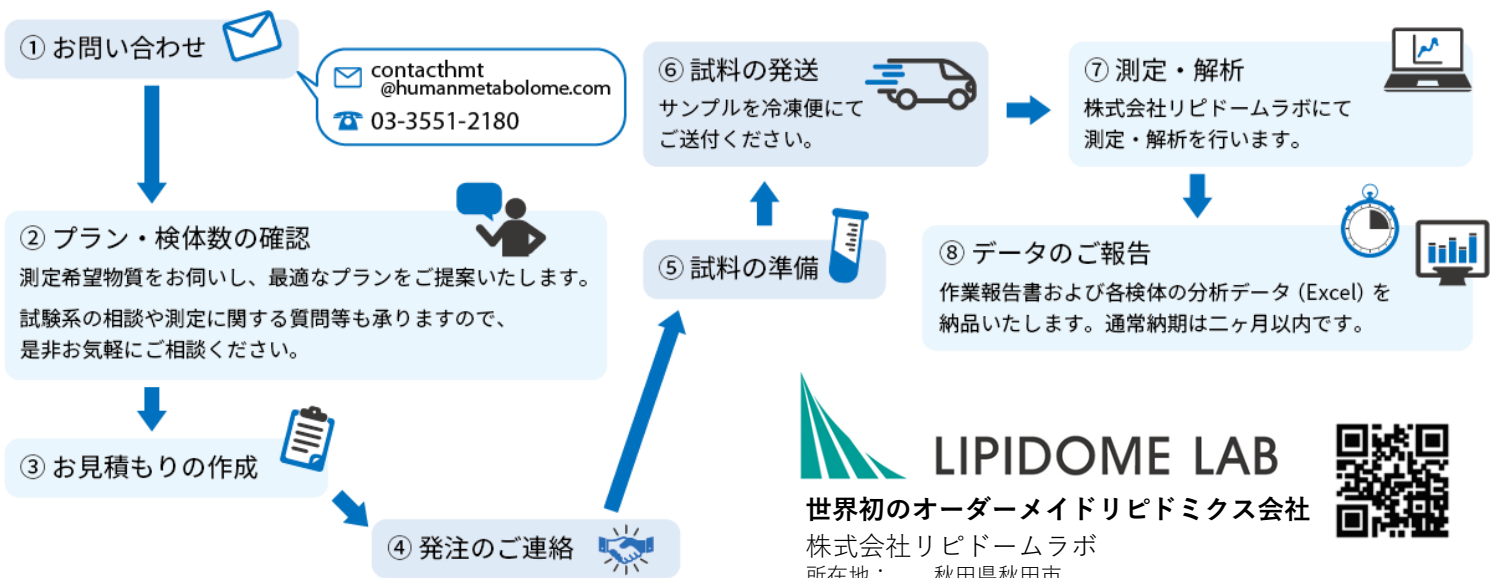 ① お問い合わせ
contacthmt
@humanmetabolome.com
03-3551-2180
② プラン・検体数の確認
測定希望物質をお伺いし、最適なプランをご提案いたします。
試験系の相談や測定に関する質問等も承りますので、
是非お気軽にご相談ください。
③ お見積もりの作成
④ 発注のご連絡
⑤ 試料の準備
⑥ 試料の発送
サンプルを冷凍便にて
ご送付ください。
⑦ 測定・解析
株式会社リピドームラボにて
測定・解析を行います。
⑧ データのご報告
作業報告書および各検体の分析データ（Excel）を
納品いたします。通常納期は二ヶ月以内です。
LIPIDOME LAB
世界初のオーダーメイドリピドミクス会社
株式会社リピドームラボ
所在地： 秋田県秋田市